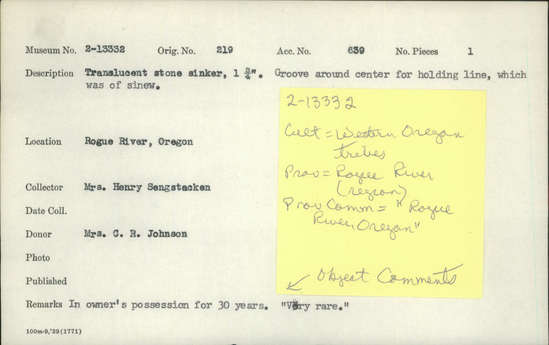 Museum No. 2-13332 Orig. No. 219 Acc. No. 639 No. Pieces 1
Description Translucent stone sinker, 1 3/4". Groove around center for holding line, which
was of sinew.
2-13332
Cult = Western Oregon
tribes
Location Rogue River, Oregon
Prov = Rogue River
(region)
Collector Mrs. Henry Sengstacken
Prov Comm = "Rogue
River, Oregon"
Date Coll.
Donor Mrs. C. R. Johnson
Photo
Object Comments
Published
Remarks In owner's possession for 30 years. "Very rare."
100m-9,'39(1771)